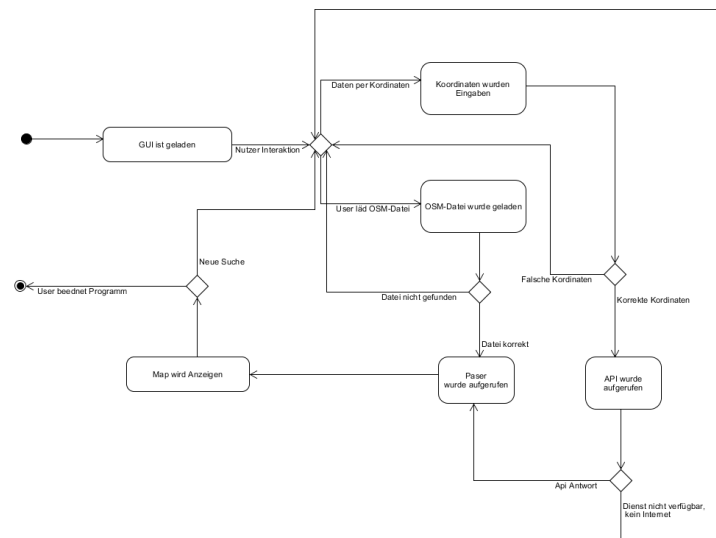 Daten per Kordinaten
Koordinaten wurden
Eingaben
GUI ist geladen
Nutzer Interaktion
User läd OSM-Datei
OSM-Datei wurde geladen
Neue Suche
Falsche Kordinaten
User beednet Programm
Datei nicht gefunden
Korrekte Kordinaten
Datei korrekt
Map wird Anzeigen
Paser
wurde aufgerufen
API wurde
aufgerufen
Api Antwort
Dienst nicht verfügbar,
kein Internet